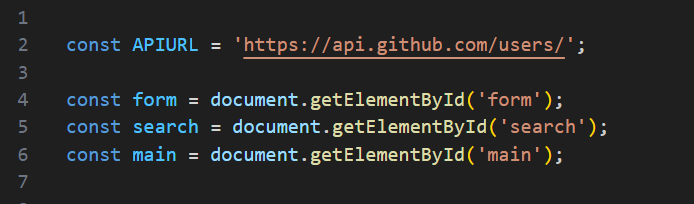 1
2 const APIURL = 'https://api.github.com/users/';
3
4 const form = document.getElementById('form');
5 const search = document.getElementById('search');
6 const main = document.getElementById('main');
7